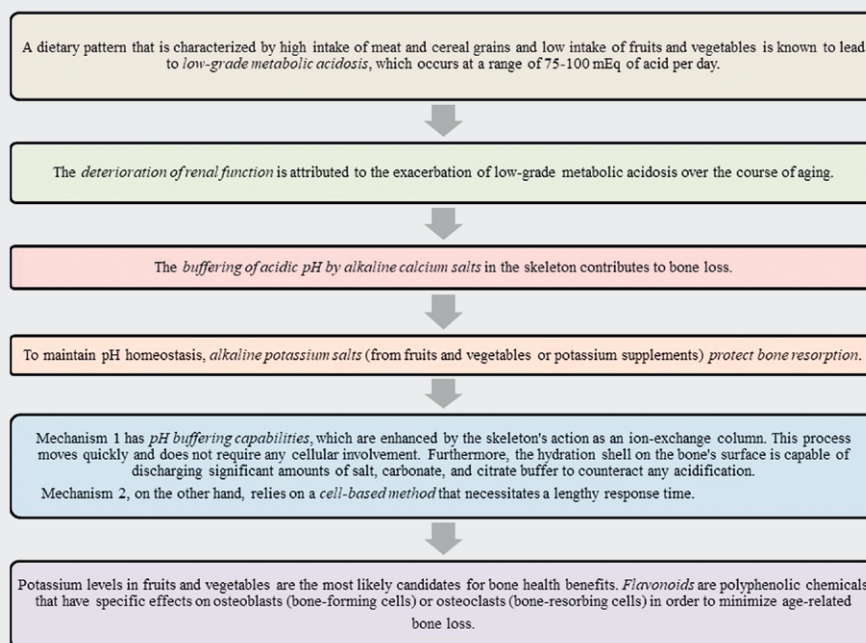 A dietary pattern that is characterized by high intake of meat and cereal grains and low intake of fruits and vegetables is known to lead
to low-grade metabolic acidosis, which occurs at a range of 75-100 mEq of acid per day.
The deterioration of renal function is attributed to the exacerbation of low-grade metabolic acidosis over the course of aging.
The buffering of acidic pH by alkaline calcium salts in the skeleton contributes to bone loss.
To maintain pH homeostasis, alkaline potassium salts (from fruits and vegetables or potassium supplements) protect bone resorption.
Mechanism 1 has pH buffering capabilities, which are enhanced by the skeleton's action as an ion-exchange column. This process
moves quickly and does not require any cellular involvement. Furthermore, the hydration shell on the bone's surface is capable of
discharging significant amounts of salt, carbonate, and citrate buffer to counteract any acidification.
Mechanism 2, on the other hand, relies on a cell-based method that necessitates a lengthy response time.
Potassium levels in fruits and vegetables are the most likely candidates for bone health benefits. Flavonoids are polyphenolic chemicals
that have specific effects on osteoblasts (bone-forming cells) or osteoclasts (bone-resorbing cells) in order to minimize age-related
bone loss.